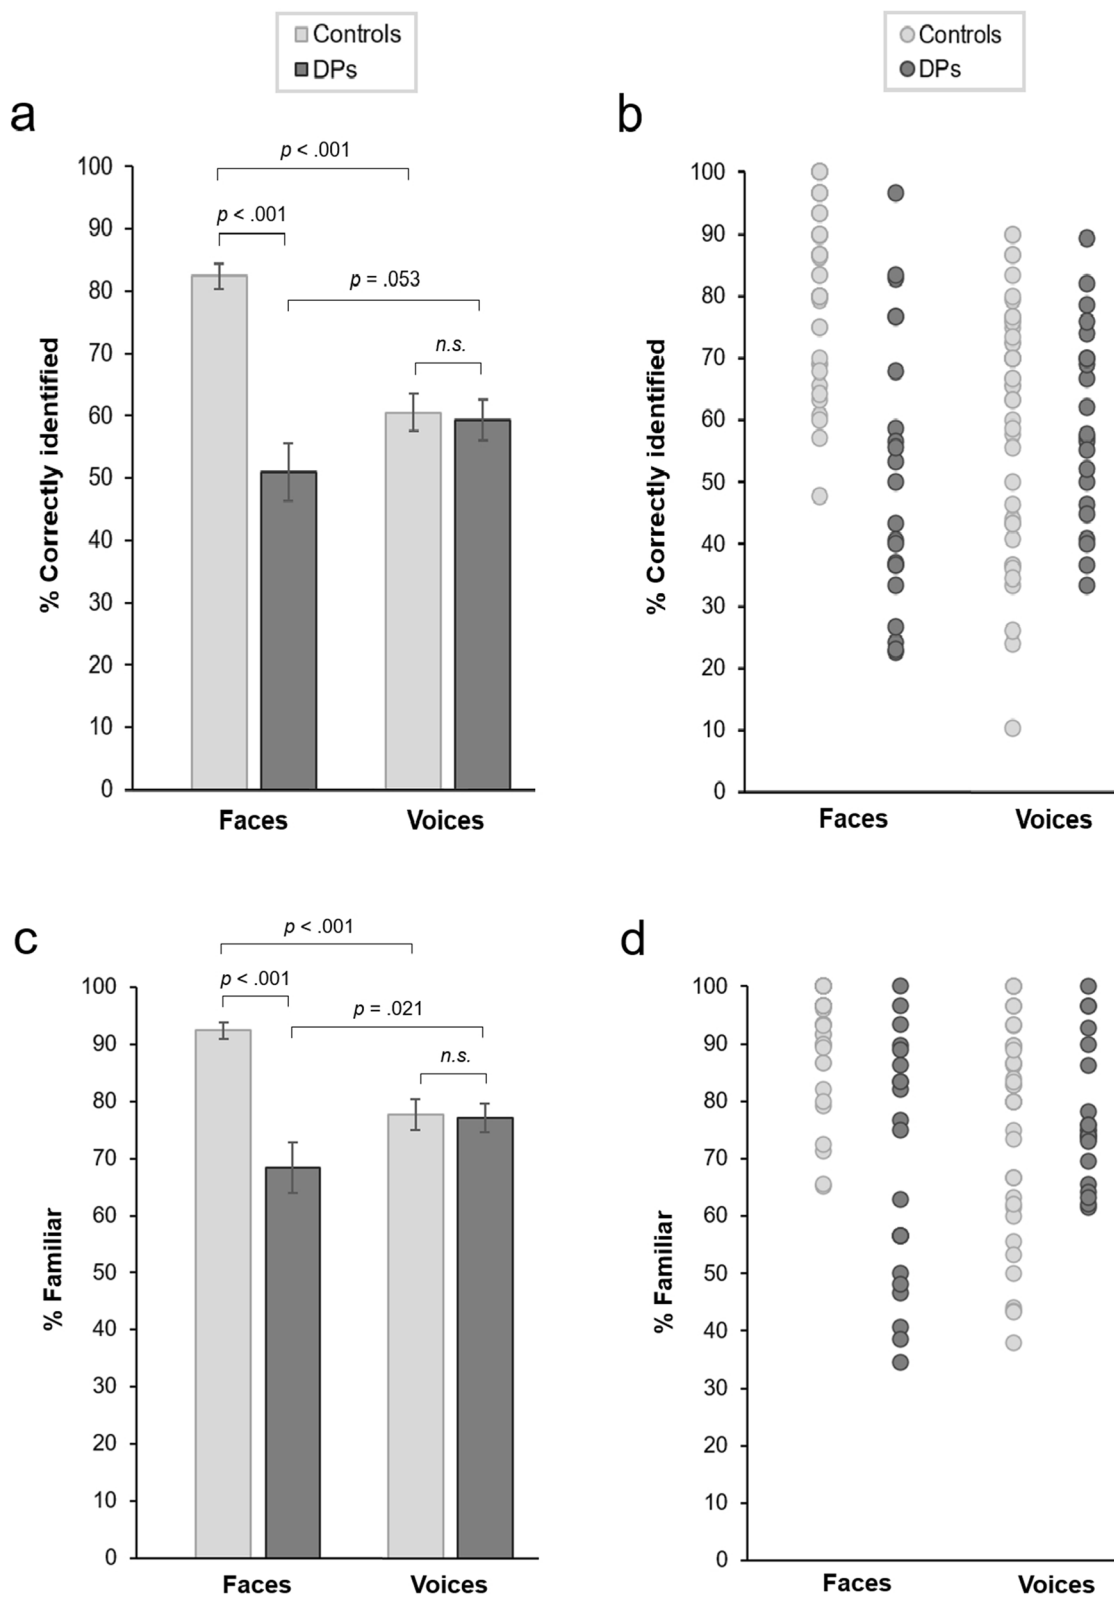 Controls
DPs
Controls
DPs
a
p < .001
p < .001
p = .053
n.s.
100
90
80
70
60
50
40
30
20
10
0
% Correctly identified
Faces
Voices
b
100
90
80
70
60
50
40
30
20
10
0
% Correctly identified
Faces
Voices
c
p < .001
p < .001
p = .021
n.s.
100
90
80
70
60
50
40
30
20
10
0
% Familiar
Faces
Voices
d
100
90
80
70
60
50
40
30
20
10
0
% Familiar
Faces
Voices